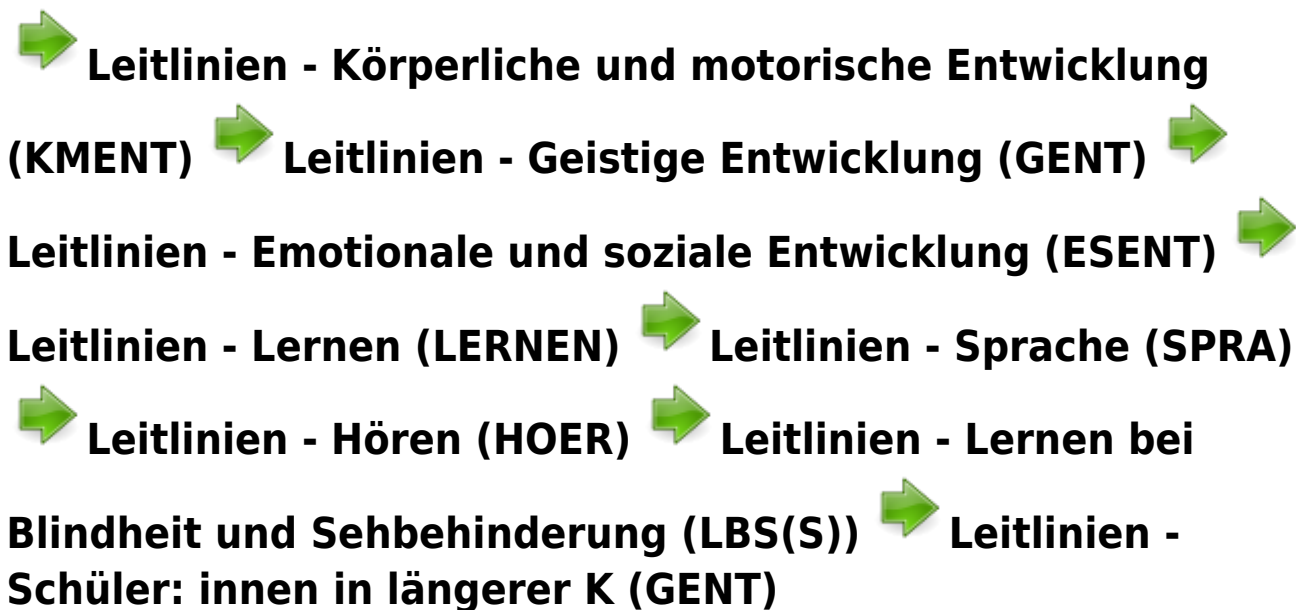 Leitlinien - Körperliche und motorische Entwicklung
(KMENT) Leitlinien - Geistige Entwicklung (GENT)
Leitlinien - Emotionale und soziale Entwicklung (ESENT)
Leitlinien - Lernen (LERNEN) Leitlinien - Sprache (SPRA)
Leitlinien - Hören (HOER) Leitlinien - Lernen bei
Blindheit und Sehbehinderung (LBS(S)) Leitlinien -
Schüler: innen in längerer K (GENT)